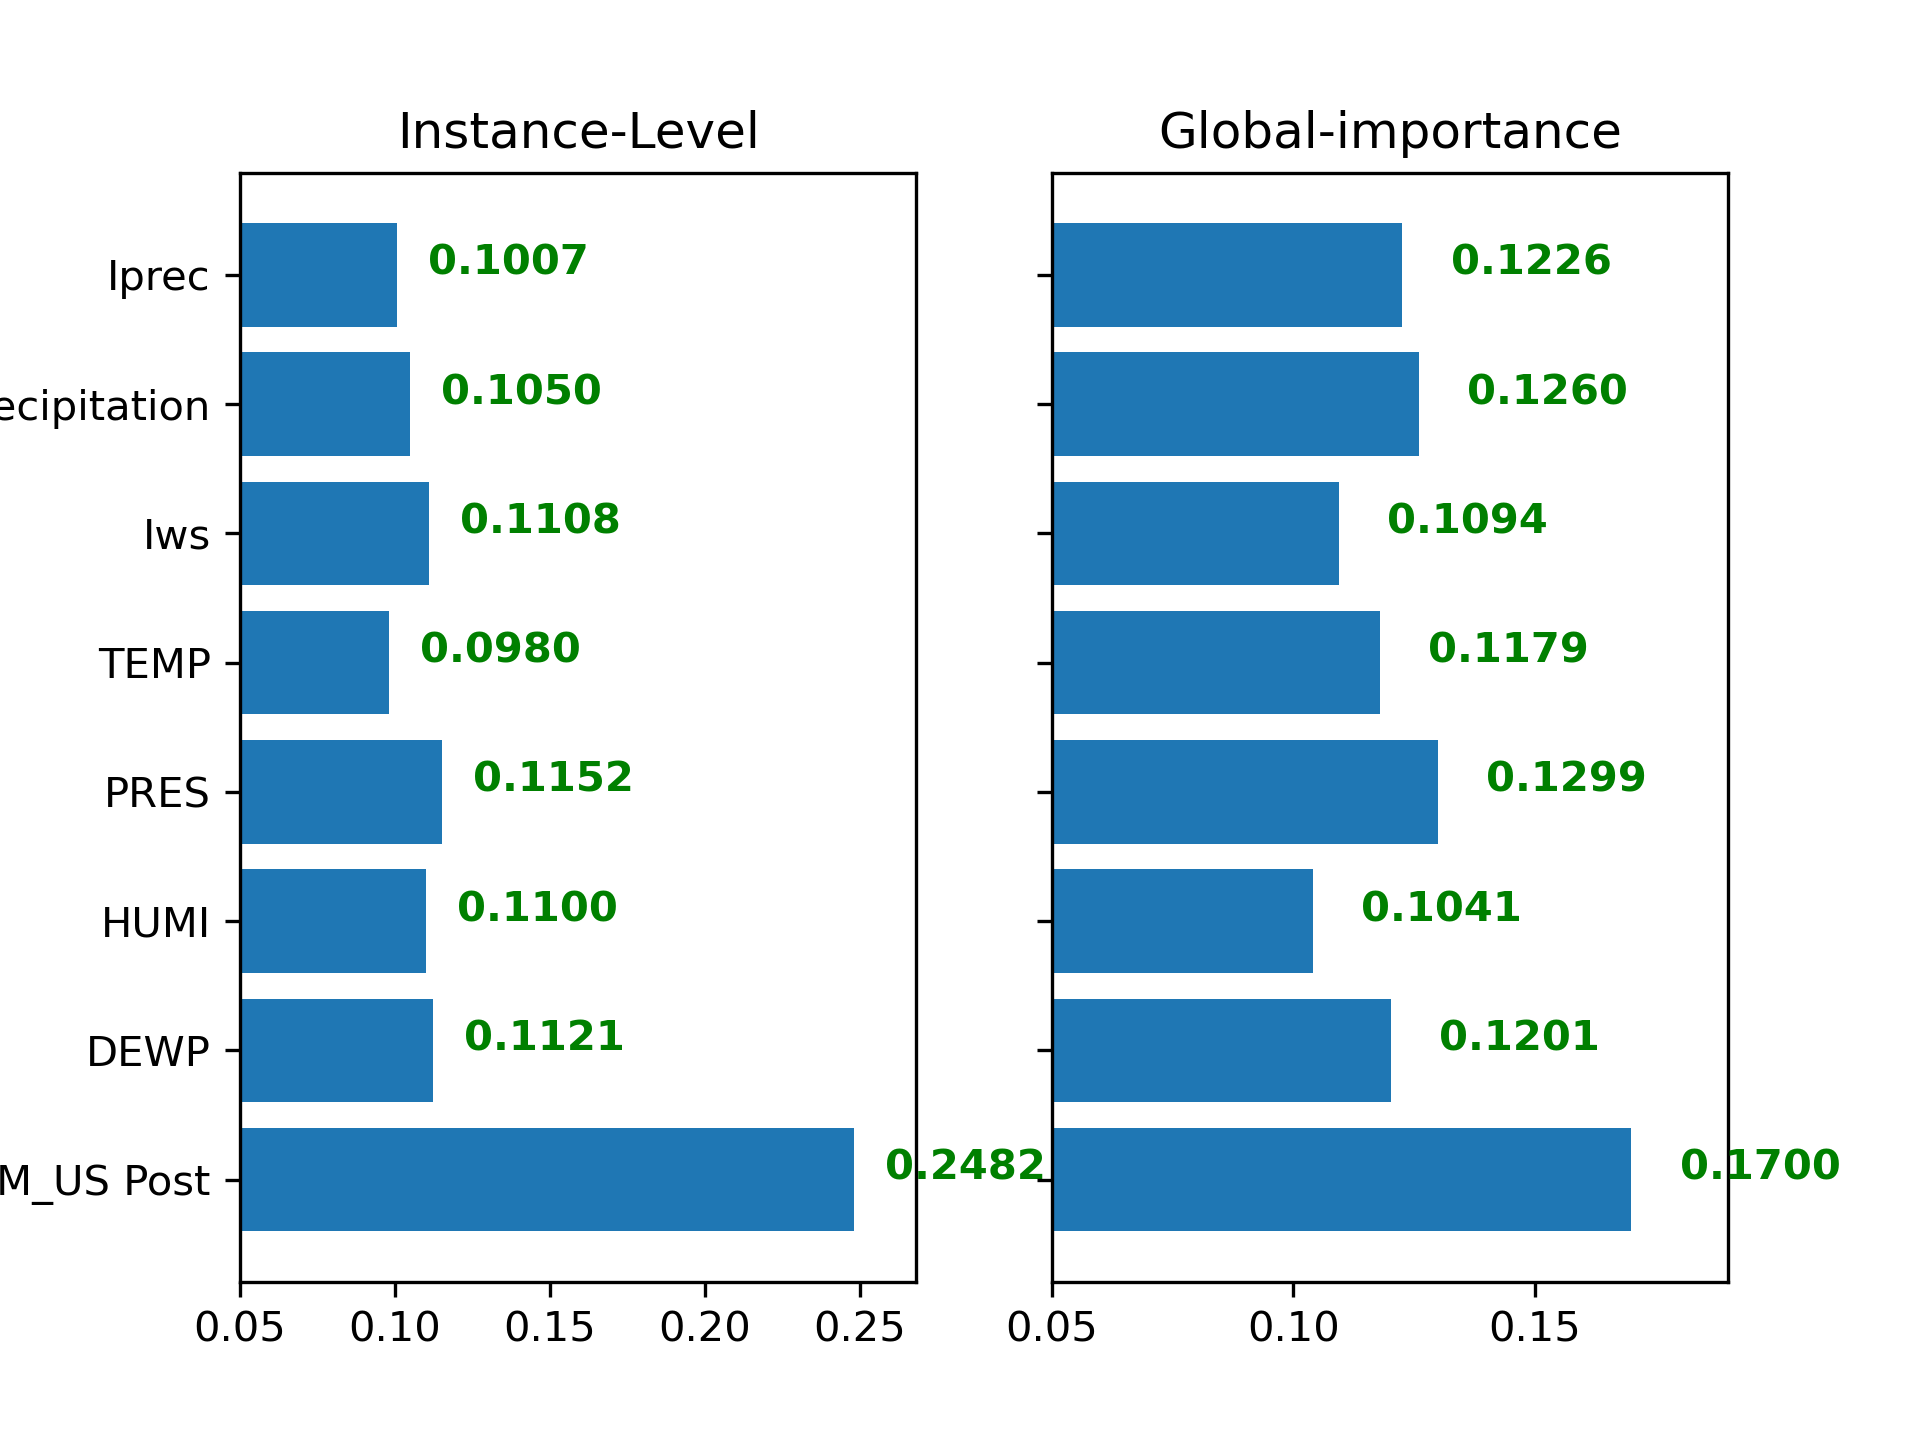 Instance-Level
Iprec
0.1007
ecipitation
0.1050
Iws
0.1108
TEMP
0.0980
PRES
0.1152
HUMI
0.1100
DEWP
0.1121
M_US Post
0.2482
0.05 0.10 0.15 0.20 0.25
Global-importance
0.1226
0.1260
0.1094
0.1179
0.1299
0.1041
0.1201
0.1700
0.05 0.10 0.15